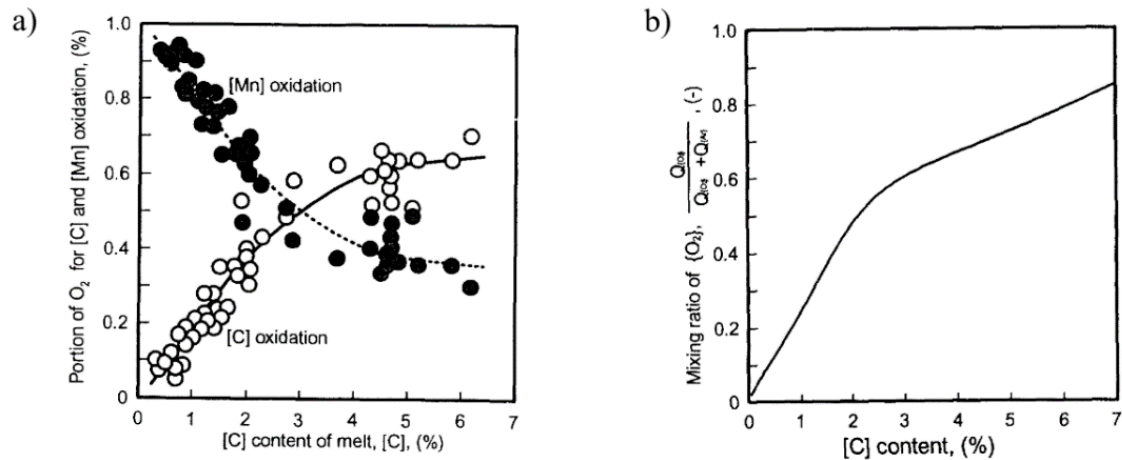 a)
1.0
0.8
0.6
0.4
0.2
0
Portion of O₂ for [C] and [Mn] oxidation, (%)
[Mn] oxidation
[C] oxidation
0 1 2 3 4 5 6 7
[C] content of melt, [C], (%)
b)
1.0
0.8
0.6
0.4
0.2
0
Mixing ratio of {O₂}, , (-)
0 1 2 3 4 5 6 7
[C] content, (%)